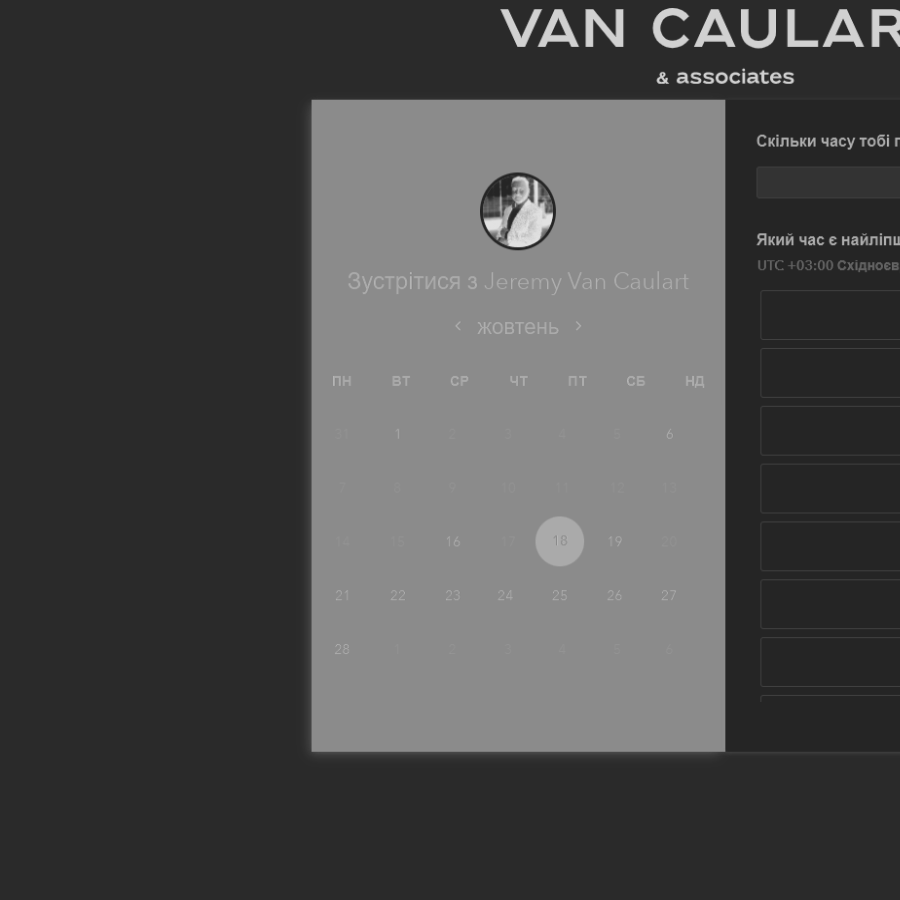 VAN CAULAR
& associates
Зустрітися з Jeremy Van Caulart
жовтень
ПН ВТ СР ЧТ ПТ СБ НД
31 1 2 3 4 5 6
7 8 9 10 11 12 13
14 15 16 17 18 19 20
21 22 23 24 25 26 27
28 1 2 3 4 5 6
Скільки часу тобі
Який час є найліпш
UTC +03:00 Східноєв